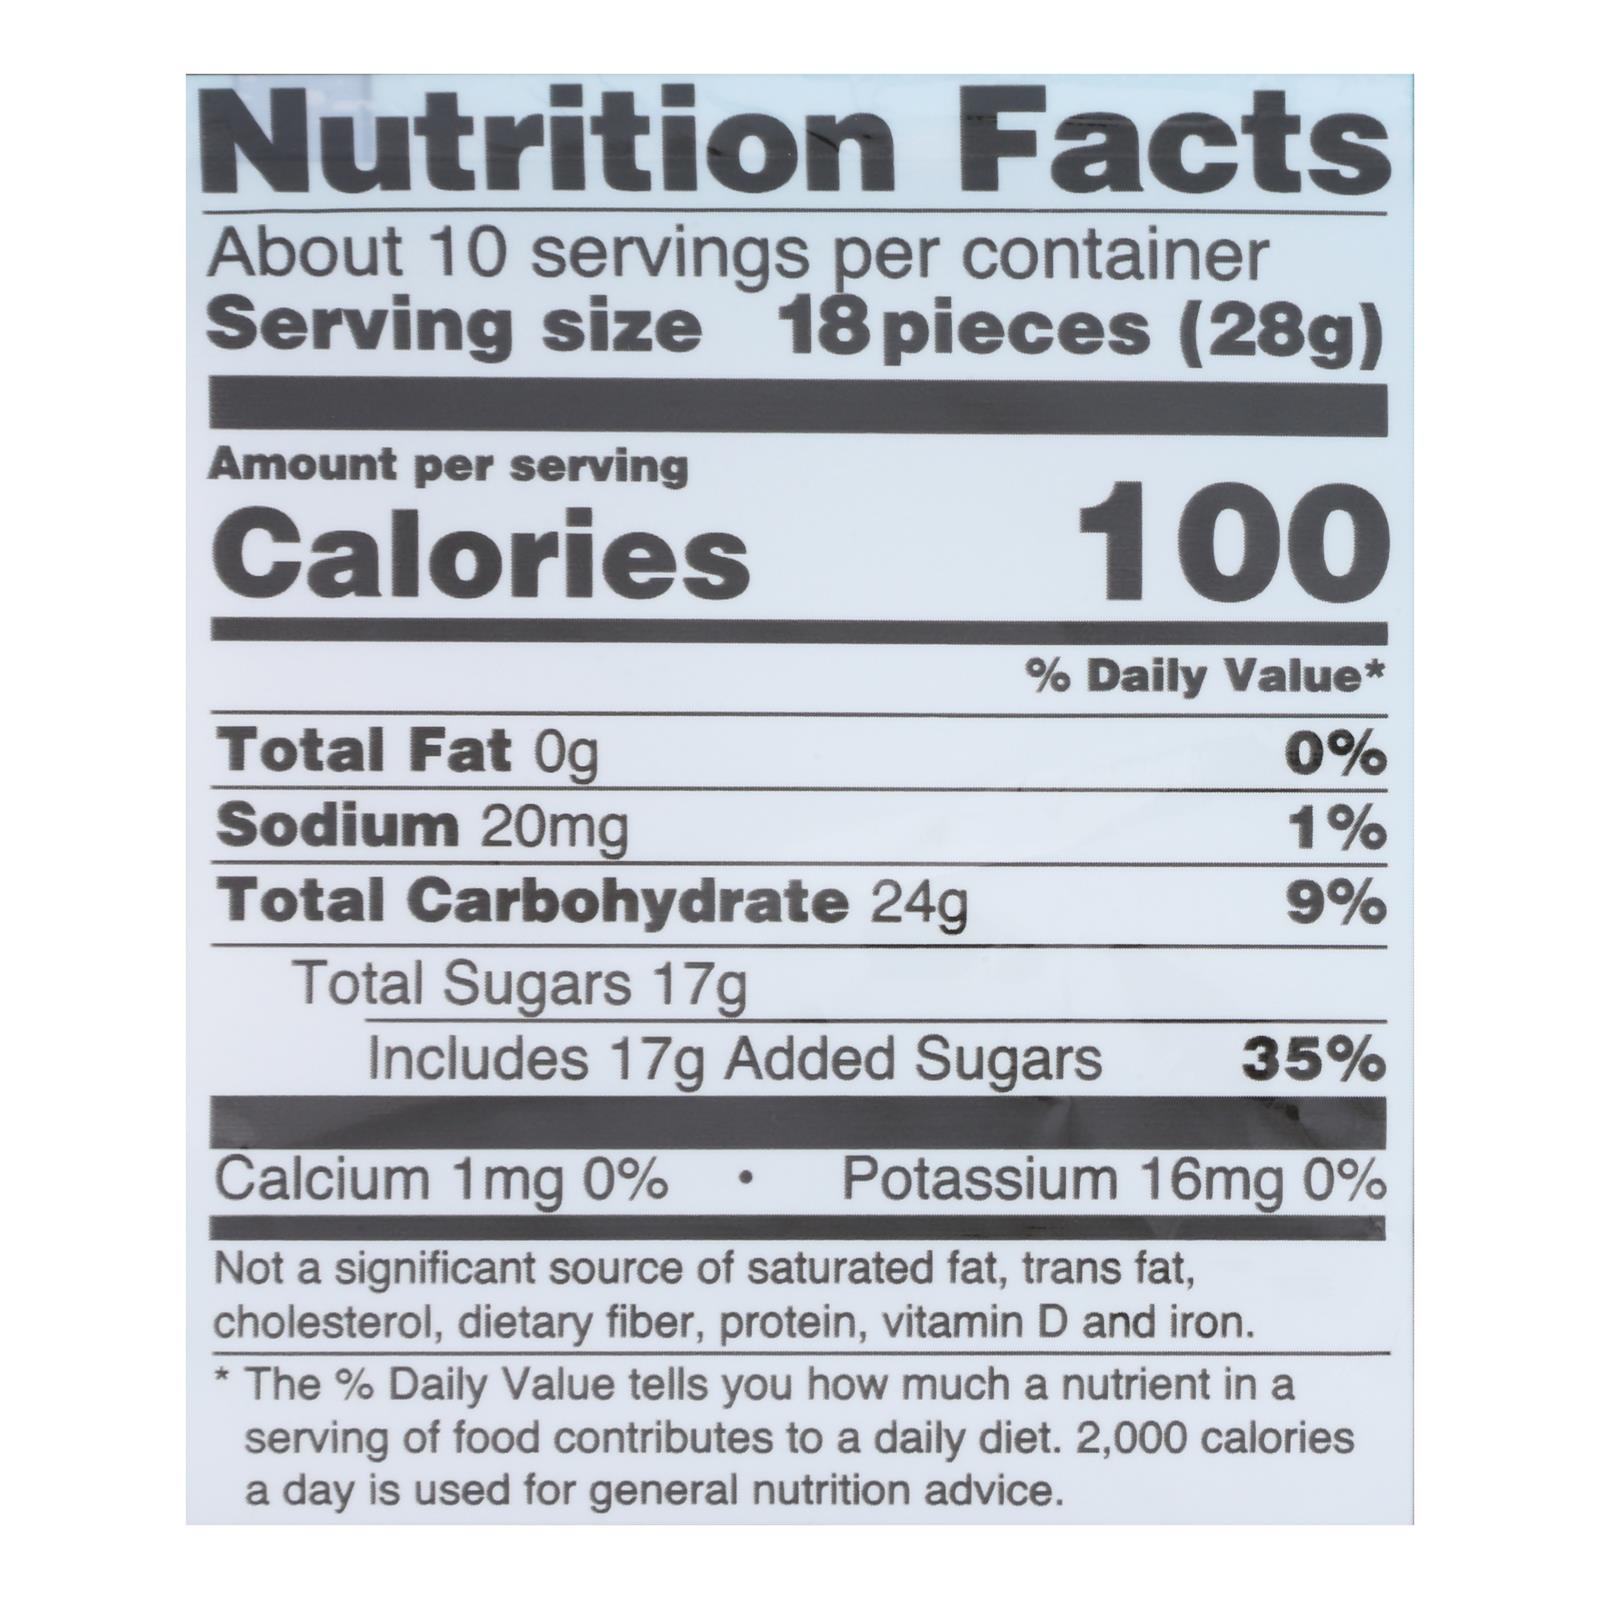 Nutrition Facts
About 10 servings per container
Serving size 18 pieces (28g)
Amount per serving
Calories 100
% Daily Value*
Total Fat 0g 0%
Sodium 20mg 1%
Total Carbohydrate 24g 9%
Total Sugars 17g
Includes 17g Added Sugars 35%
Calcium 1mg 0% • Potassium 16mg 0%
Not a significant source of saturated fat, trans fat,
cholesterol, dietary fiber, protein, vitamin D and iron.
* The % Daily Value tells you how much a nutrient in a
serving of food contributes to a daily diet. 2,000 calories
a day is used for general nutrition advice.